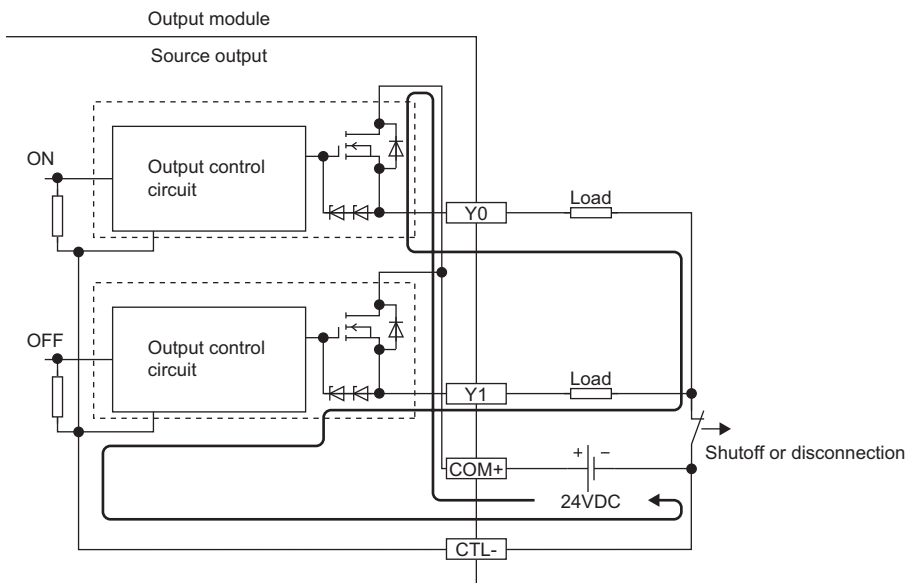 Output module
Source output
ON
Output control
circuit
Y0
Load
OFF
Output control
circuit
Y1
Load
Shutoff or disconnection
COM+
+
−
24VDC
CTL-